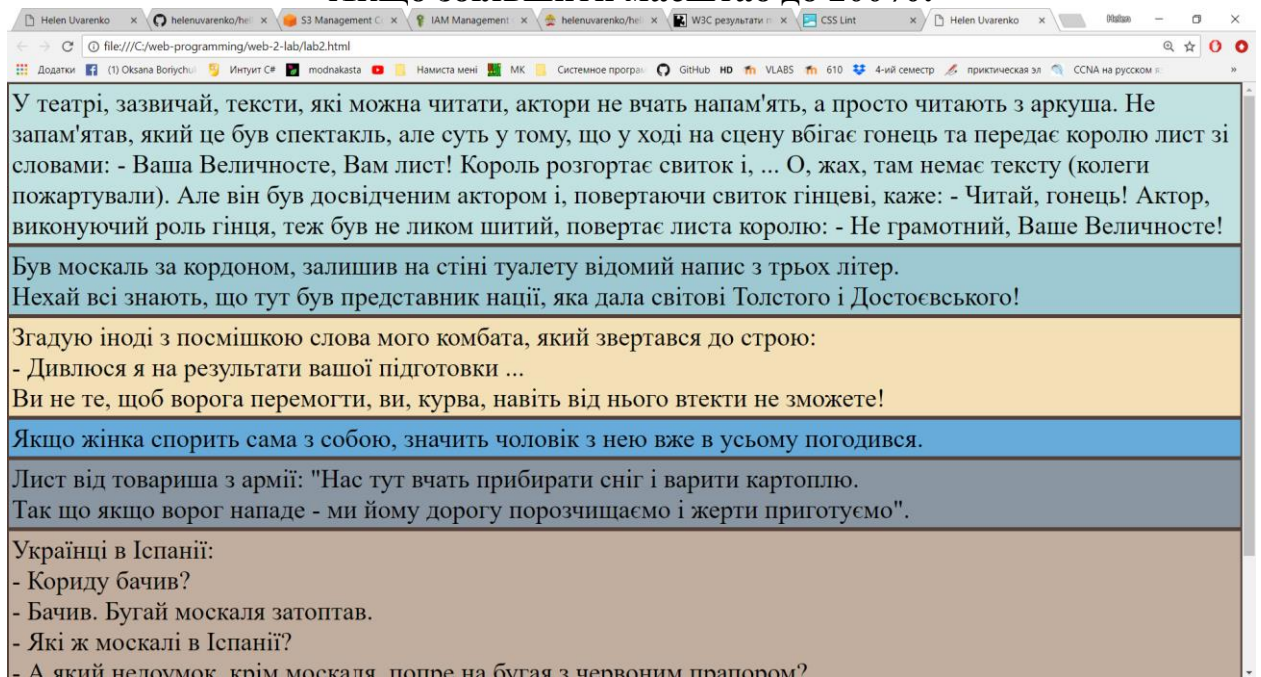 Якщо збільшити масштаб до 200%:
Helen Uvarenko
helenuvarenko/hel
S3 Management C
IAM Management
helenuvarenko/hel
W3C результати п
CSS Lint
Helen Uvarenko
file:///C:/web-programming/web-2-lab/lab2.html
Додатки
(1) Oksana Boriychu
Интуит C#
modnakasta
Намиста мені
МК
Системное програ
GitHub
HD
VLABS
610
4-ий семестр
приктическая эл
CCNA на русском я
»
У театрі, зазвичай, тексти, які можна читати, актори не вчать напам'ять, а просто читають з аркуша. Не
запам'ятав, який це був спектакль, але суть у тому, що у ході на сцену вбігає гонець та передає королю лист зі
словами: - Ваша Величносте, Вам лист! Король розгортає свиток і, ... О, жах, там немає тексту (колеги
пожартували). Але він був досвідченим актором і, повертаючи свиток гінцеві, каже: - Читай, гонець! Актор,
виконуючий роль гінця, теж був не ликом шитий, повертає листа королю: - Не грамотний, Ваше Величносте!
Був москаль за кордоном, залишив на стіні туалету відомий напис з трьох літер.
Нехай всі знають, що тут був представник нації, яка дала світові Толстого і Достоєвського!
Згадую іноді з посмішкою слова мого комбата, який звертався до строю:
- Дивлюся я на результати вашої підготовки ...
Ви не те, щоб ворога перемогти, ви, курва, навіть від нього втекти не зможете!
Якщо жінка спорить сама з собою, значить чоловік з нею вже в усьому погодився.
Лист від товариша з армії: "Нас тут вчать прибирати сніг і варити картоплю.
Так що якщо ворог нападе - ми йому дорогу порозчищаємо і жерти приготуємо".
Українці в Іспанії:
- Кориду бачив?
- Бачив. Бугай москаля затоптав.
- Які ж москалі в Іспанії?
- А який недоумок, крім москаля, попре на бугая з червоним прапором?